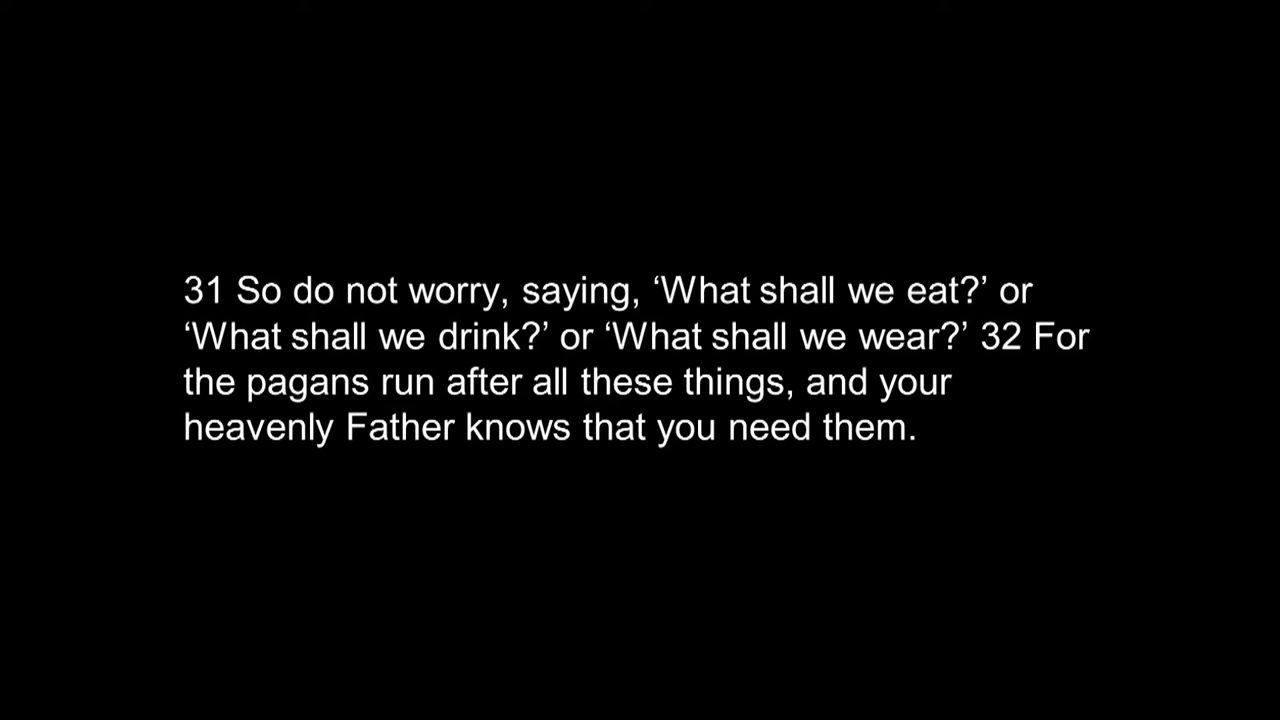 31 So do not worry, saying, ‘What shall we eat?’ or
‘What shall we drink?’ or ‘What shall we wear?’ 32 For
the pagans run after all these things, and your
heavenly Father knows that you need them.